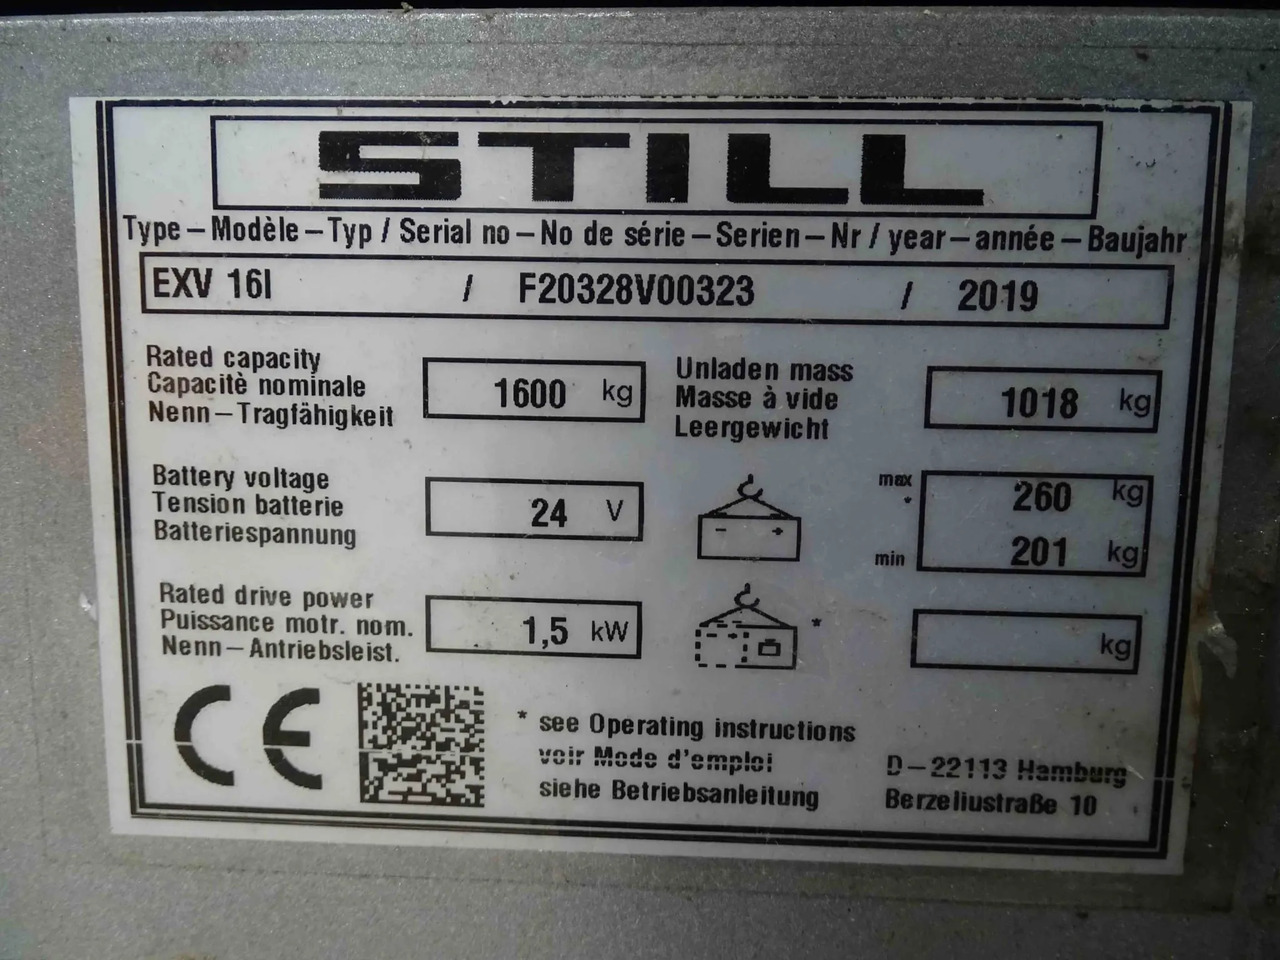 STILL
Type – Modèle – Typ / Serial no – No de série – Serien – Nr / year – année – Baujahr
EXV 16I / F20328V00323 / 2019
Rated capacity
Capacitè nominale
Nenn – Tragfähigkeit
1600 kg
Unladen mass
Masse à vide
Leergewicht
1018 kg
Battery voltage
Tension batterie
Batteriespannung
24 V
- +
max
*
min
260 kg
201 kg
Rated drive power
Puissance motr. nom.
Nenn – Antriebsleist.
1,5 kW
*
kg
CE
* see Operating instructions
voir Mode d'emploi
siehe Betriebsanleitung
D – 22113 Hamburg
Berzeliustraße 10